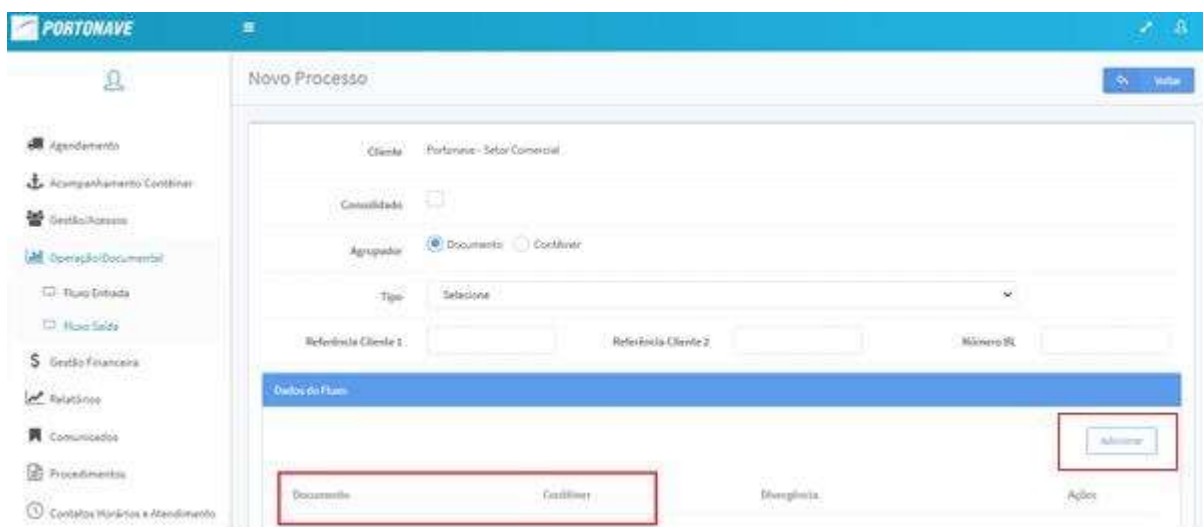 PORTONAVE
Novo Processo
Voltar
Agendamento
Acompanhamento Contêiner
Gestão/Acessos
Operação/Documental
Fluxo Entrada
Fluxo Saída
Gestão Financeira
Relatórios
Comunicados
Procedimentos
Contatos Horários e Atendimento
Cliente Portonave - Setor Comercial
Consolidado
Agrupador Documento Contêiner
Tipo Selecione
Referência Cliente 1 Referência Cliente 2 Número BL
Dados do Fluxo
Adicionar
Documento Contêiner Divergência Ações